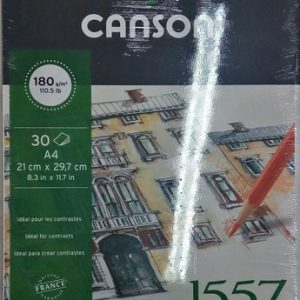 CANSON
180 g/m²
110.5 lb
30
A4
21 cm x 29,7 cm
8.3 in x 11.7 in
Idéal pour les contrastes
Ideal for contrasts
Ideal para crear contrastes
FRANCE
1557